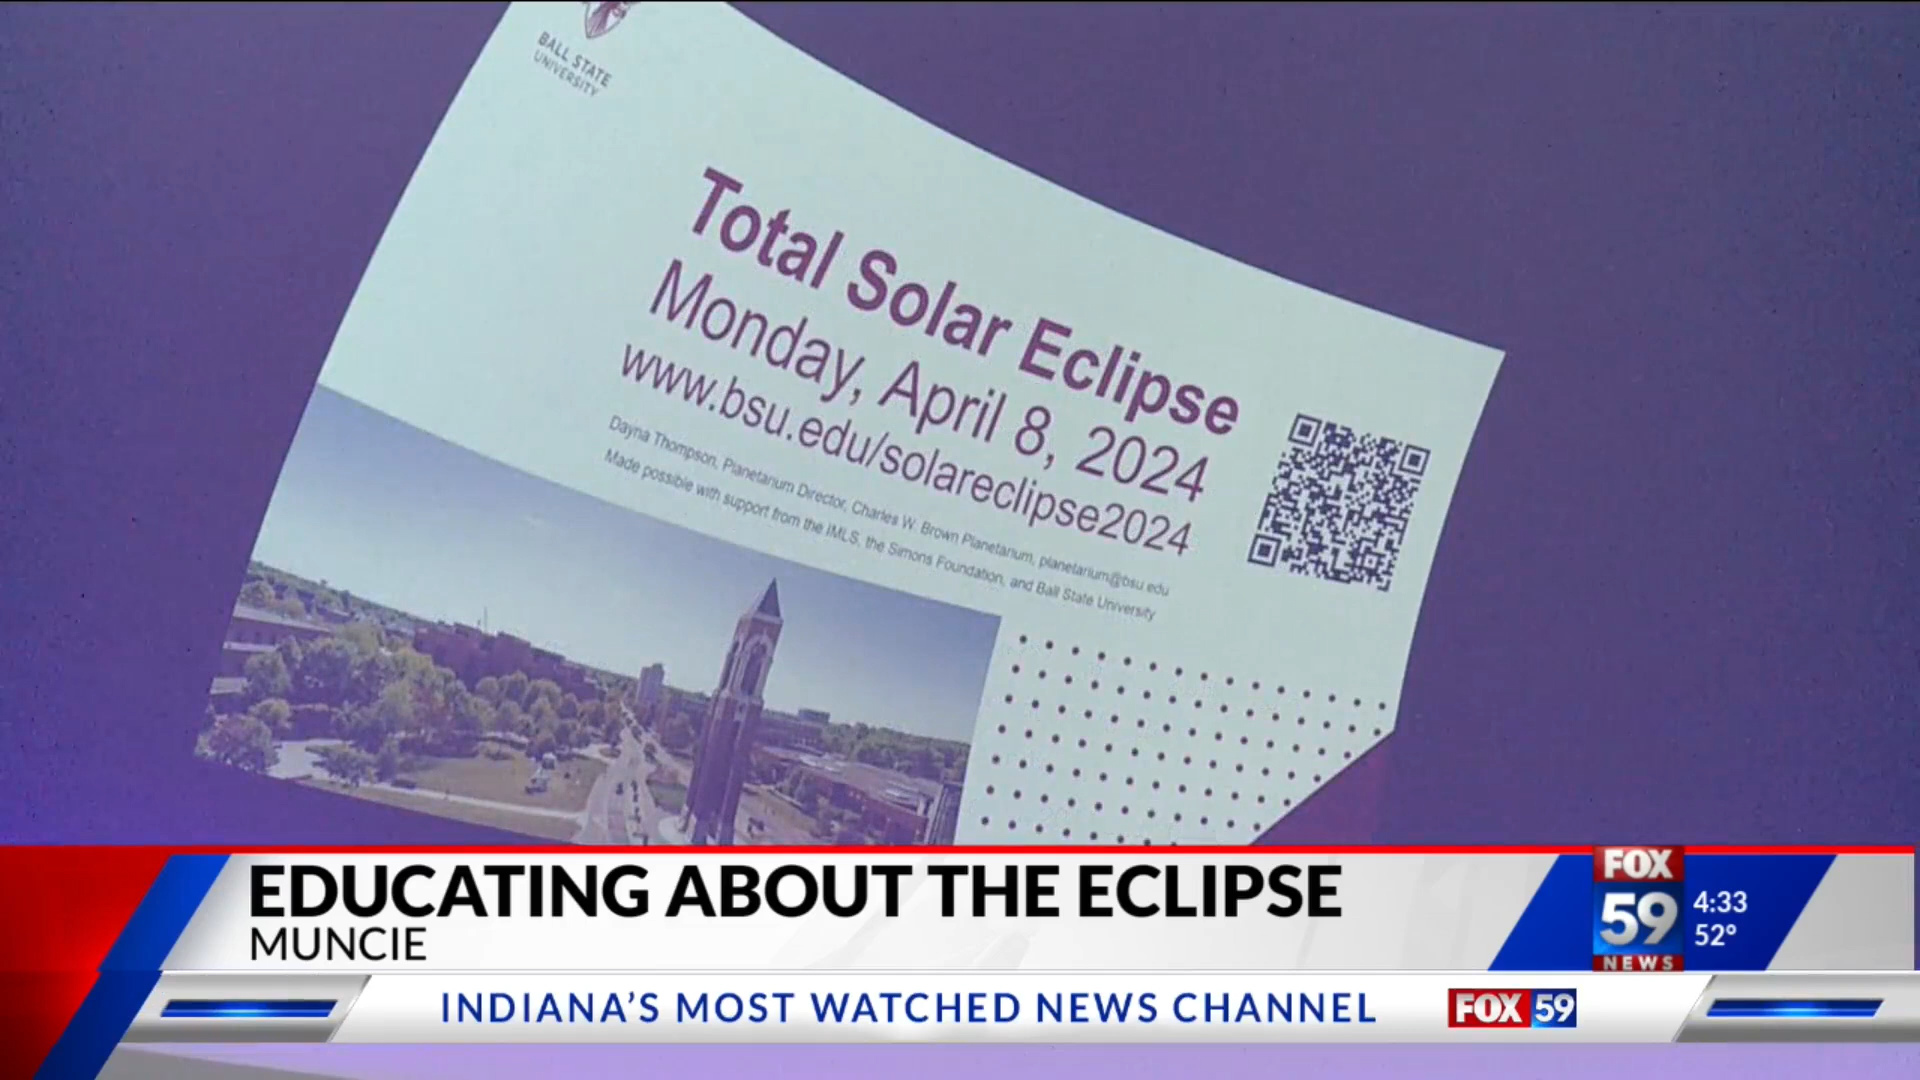 BALL STATE
UNIVERSITY
Total Solar Eclipse
Monday, April 8, 2024
www.bsu.edu/solareclipse2024
Dayna Thompson, Planetarium Director, Charles W. Brown Planetarium, planetarium@bsu.edu
Made possible with support from the IMLS, the Simons Foundation, and Ball State University
EDUCATING ABOUT THE ECLIPSE
MUNCIE
FOX
59
NEWS
4:33
52°
INDIANA'S MOST WATCHED NEWS CHANNEL
FOX 59